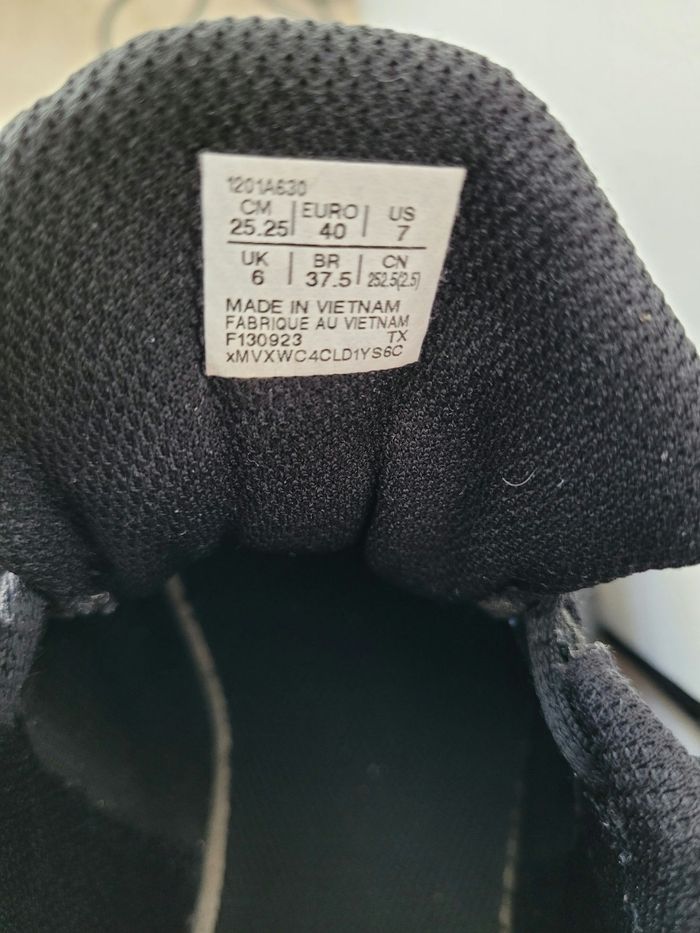 1201A630
CM | EURO | US
25.25 | 40 | 7
UK | BR | CN
6 | 37.5 | 252.5(2.5)
MADE IN VIETNAM
FABRIQUE AU VIETNAM
F130923 TX
xMVXWC4CLD1YS6C